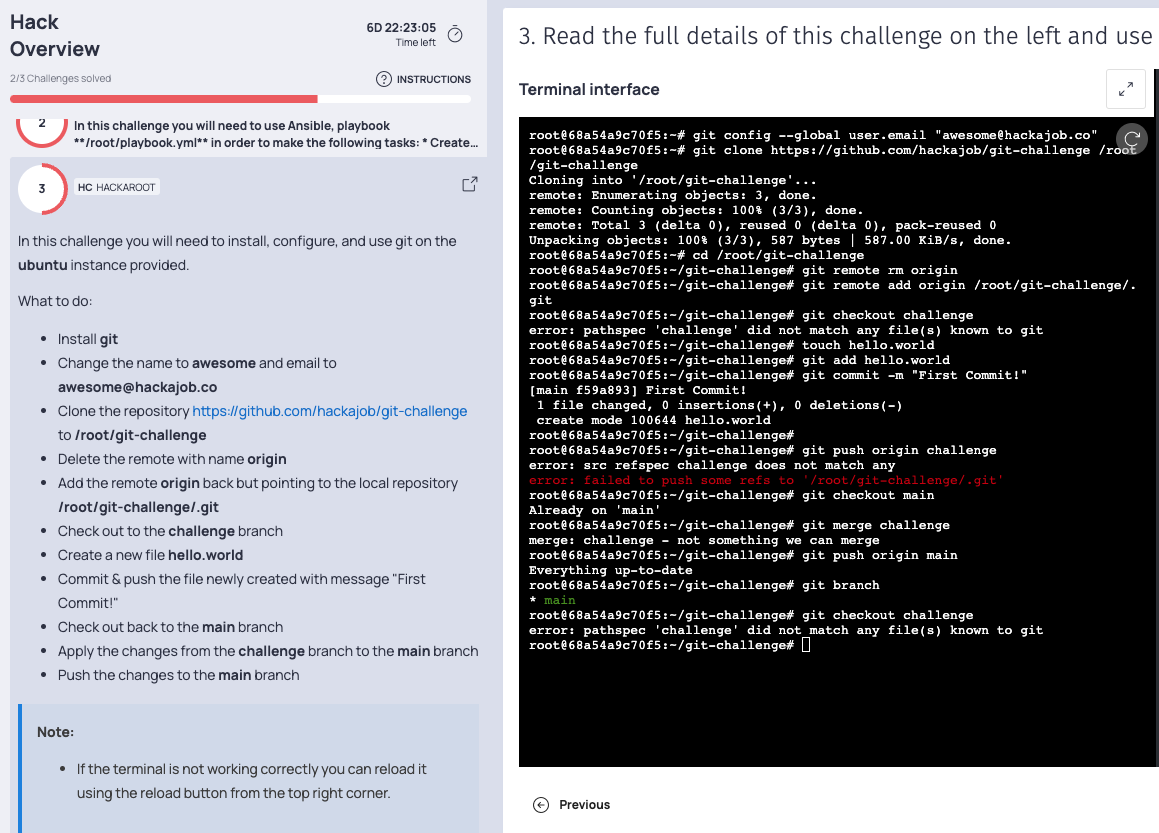 Hack
Overview
6D 22:23:05
Time left
2/3 Challenges solved
? INSTRUCTIONS
2
In this challenge you will need to use Ansible, playbook
**/root/playbook.yml** in order to make the following tasks: * Create...
3
HC HACKAROOT
In this challenge you will need to install, configure, and use git on the
ubuntu instance provided.
What to do:
• Install git
• Change the name to awesome and email to
awesome@hackajob.co
• Clone the repository https://github.com/hackajob/git-challenge
to /root/git-challenge
• Delete the remote with name origin
• Add the remote origin back but pointing to the local repository
/root/git-challenge/.git
• Check out to the challenge branch
• Create a new file hello.world
• Commit & push the file newly created with message "First
Commit!"
• Check out back to the main branch
• Apply the changes from the challenge branch to the main branch
• Push the changes to the main branch
Note:
• If the terminal is not working correctly you can reload it
using the reload button from the top right corner.
3. Read the full details of this challenge on the left and use
Terminal interface
root@68a54a9c70f5:~# git config --global user.email "awesome@hackajob.co"
root@68a54a9c70f5:~# git clone https://github.com/hackajob/git-challenge /root
/git-challenge
Cloning into '/root/git-challenge'...
remote: Enumerating objects: 3, done.
remote: Counting objects: 100% (3/3), done.
remote: Total 3 (delta 0), reused 0 (delta 0), pack-reused 0
Unpacking objects: 100% (3/3), 587 bytes | 587.00 KiB/s, done.
root@68a54a9c70f5:~# cd /root/git-challenge
root@68a54a9c70f5:~/git-challenge# git remote rm origin
root@68a54a9c70f5:~/git-challenge# git remote add origin /root/git-challenge/.
git
root@68a54a9c70f5:~/git-challenge# git checkout challenge
error: pathspec 'challenge' did not match any file(s) known to git
root@68a54a9c70f5:~/git-challenge# touch hello.world
root@68a54a9c70f5:~/git-challenge# git add hello.world
root@68a54a9c70f5:~/git-challenge# git commit -m "First Commit!"
[main f59a893] First Commit!
 1 file changed, 0 insertions(+), 0 deletions(-)
 create mode 100644 hello.world
root@68a54a9c70f5:~/git-challenge#
root@68a54a9c70f5:~/git-challenge# git push origin challenge
error: src refspec challenge does not match any
error: failed to push some refs to '/root/git-challenge/.git'
root@68a54a9c70f5:~/git-challenge# git checkout main
Already on 'main'
root@68a54a9c70f5:~/git-challenge# git merge challenge
merge: challenge - not something we can merge
root@68a54a9c70f5:~/git-challenge# git push origin main
Everything up-to-date
root@68a54a9c70f5:~/git-challenge# git branch
* main
root@68a54a9c70f5:~/git-challenge# git checkout challenge
error: pathspec 'challenge' did not match any file(s) known to git
root@68a54a9c70f5:~/git-challenge#
Previous